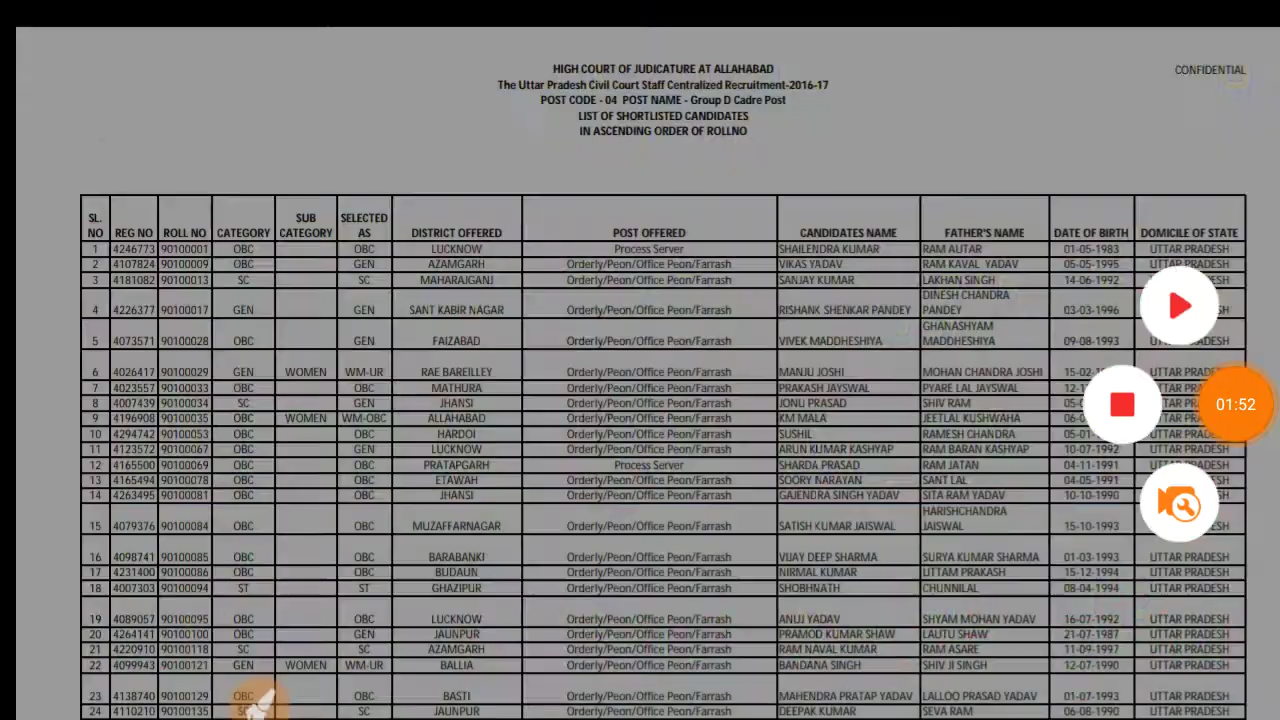 HIGH COURT OF JUDICATURE AT ALLAHABAD
CONFIDENTIAL
The Uttar Pradesh Civil Court Staff Centralized Recruitment-2016-17
POST CODE - 04 POST NAME - Group D Cadre Post
LIST OF SHORTLISTED CANDIDATES
IN ASCENDING ORDER OF ROLLNO
SL. NO REG NO ROLL NO CATEGORY SUB CATEGORY SELECTED AS DISTRICT OFFERED POST OFFERED CANDIDATES NAME FATHER'S NAME DATE OF BIRTH DOMICILE OF STATE
1 4246773 90100001 OBC OBC LUCKNOW Process Server SHAILENDRA KUMAR RAM AUTAR 01-05-1983 UTTAR PRADESH
2 4107824 90100009 OBC GEN AZAMGARH Orderly/Peon/Office Peon/Farrash VIKAS YADAV RAM KAVAL YADAV 05-05-1995 UTTAR PRADESH
3 4181082 90100013 SC SC MAHARAJGANJ Orderly/Peon/Office Peon/Farrash SANJAY KUMAR LAKHAN SINGH 14-06-1992 UTTAR PRADESH
4 4226377 90100017 GEN GEN SANT KABIR NAGAR Orderly/Peon/Office Peon/Farrash RISHANK SHENKAR PANDEY DINESH CHANDRA PANDEY 03-03-1996
5 4073571 90100028 OBC GEN FAIZABAD Orderly/Peon/Office Peon/Farrash VIVEK MADDHESHIYA GHANASHYAM MADDHESHIYA 09-08-1993
6 4026417 90100029 GEN WOMEN WM-UR RAE BAREILLEY Orderly/Peon/Office Peon/Farrash MANJU JOSHI MOHAN CHANDRA JOSHI 15-02- UTTAR PRADESH
7 4023557 90100033 OBC OBC MATHURA Orderly/Peon/Office Peon/Farrash PRAKASH JAYSWAL PYARE LAL JAYSWAL 12-1 UTTAR
8 4007439 90100034 SC GEN JHANSI Orderly/Peon/Office Peon/Farrash JONU PRASAD SHIV RAM 05-0 UTTAR
9 4196908 90100035 OBC WOMEN WM-OBC ALLAHABAD Orderly/Peon/Office Peon/Farrash KM MALA JEETLAL KUSHWAHA 06-0 UTTAR
10 4294742 90100053 OBC OBC HARDOI Orderly/Peon/Office Peon/Farrash SUSHIL RAMESH CHANDRA 05-01 UTTAR PRADESH
11 4123572 90100067 OBC GEN LUCKNOW Orderly/Peon/Office Peon/Farrash ARUN KUMAR KASHYAP RAM BARAN KASHYAP 10-07-1992 UTTAR PRADESH
12 4165500 90100069 OBC OBC PRATAPGARH Process Server SHARDA PRASAD RAM JATAN 04-11-1991 UTTAR PRADESH
13 4165494 90100078 OBC OBC ETAWAH Orderly/Peon/Office Peon/Farrash SOORY NARAYAN SANT LAL 04-05-1991
14 4263495 90100081 OBC OBC JHANSI Orderly/Peon/Office Peon/Farrash GAJENDRA SINGH YADAV SITA RAM YADAV 10-10-1990
15 4079376 90100084 OBC OBC MUZAFFARNAGAR Orderly/Peon/Office Peon/Farrash SATISH KUMAR JAISWAL HARISHCHANDRA JAISWAL 15-10-1993
16 4098741 90100085 OBC OBC BARABANKI Orderly/Peon/Office Peon/Farrash VIJAY DEEP SHARMA SURYA KUMAR SHARMA 01-03-1993 UTTAR PRADESH
17 4231400 90100086 OBC OBC BUDAUN Orderly/Peon/Office Peon/Farrash NIRMAL KUMAR UTTAM PRAKASH 15-12-1994 UTTAR PRADESH
18 4007303 90100094 ST ST GHAZIPUR Orderly/Peon/Office Peon/Farrash SHOBHNATH CHUNNILAL 08-04-1994 UTTAR PRADESH
19 4089057 90100095 OBC OBC LUCKNOW Orderly/Peon/Office Peon/Farrash ANUJ YADAV SHYAM MOHAN YADAV 16-07-1992 UTTAR PRADESH
20 4264141 90100100 OBC GEN JAUNPUR Orderly/Peon/Office Peon/Farrash PRAMOD KUMAR SHAW LAUTU SHAW 21-07-1987 UTTAR PRADESH
21 4220910 90100118 SC SC AZAMGARH Orderly/Peon/Office Peon/Farrash RAM NAVAL KUMAR RAM ASARE 11-09-1997 UTTAR PRADESH
22 4099943 90100121 GEN WOMEN WM-UR BALLIA Orderly/Peon/Office Peon/Farrash BANDANA SINGH SHIV JI SINGH 12-07-1990 UTTAR PRADESH
23 4138740 90100129 OBC OBC BASTI Orderly/Peon/Office Peon/Farrash MAHENDRA PRATAP YADAV LALLOO PRASAD YADAV 01-07-1993 UTTAR PRADESH
24 4110210 90100135 SC SC JAUNPUR Orderly/Peon/Office Peon/Farrash DEEPAK KUMAR SEVA RAM 06-08-1990 UTTAR PRADESH
01:52